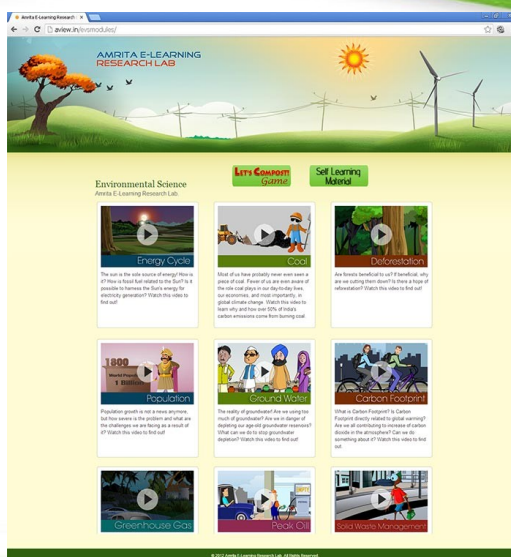 Amrita E-Learning Research
aview.in/evsmodules/
AMRITA E-LEARNING
RESEARCH LAB
LET'S COMPOST!
Game
Self Learning
Material
Environmental Science
Amrita E-Learning Research Lab.
Energy Cycle
The sun is the sole source of energy! How is
it? How is fossil fuel related to the Sun? Is it
possible to harness the Sun's energy for
electricity generation? Watch this video to
find out!
Coal
Most of us have probably never even seen a
piece of coal. Fewer of us are even aware of
the role coal plays in our day-to-day lives,
our economies, and most importantly, in
global climate change. Watch this video to
learn why and how over 50% of India's
carbon emissions come from burning coal
Deforestation
Are forests beneficial to us? If beneficial, why
are we cutting them down? Is there a hope of
reforestation? Watch this video to find out!
Population
1800
World Population
1 Billion
Population growth is not a news anymore,
but how severe is the problem and what are
the challenges we are facing as a result of
it? Watch this video to find out!
Ground Water
The reality of groundwater! Are we using too
much of groundwater? Are we in danger of
depleting our age-old groundwater reserves?
What can we do to stop groundwater
depletion? Watch this video to find out!
Carbon Footprint
What is Carbon Footprint? Is Carbon
Footprint directly related to global warming?
Are we all contributing to increase of carbon
dioxide in the atmosphere? Can we do
something about it? Watch this video to find
out.
Greenhouse Gas
EMPTY
Peak Oil
Solid Waste Management
© 2012 Amrita E-Learning Research Lab. All Rights Reserved.